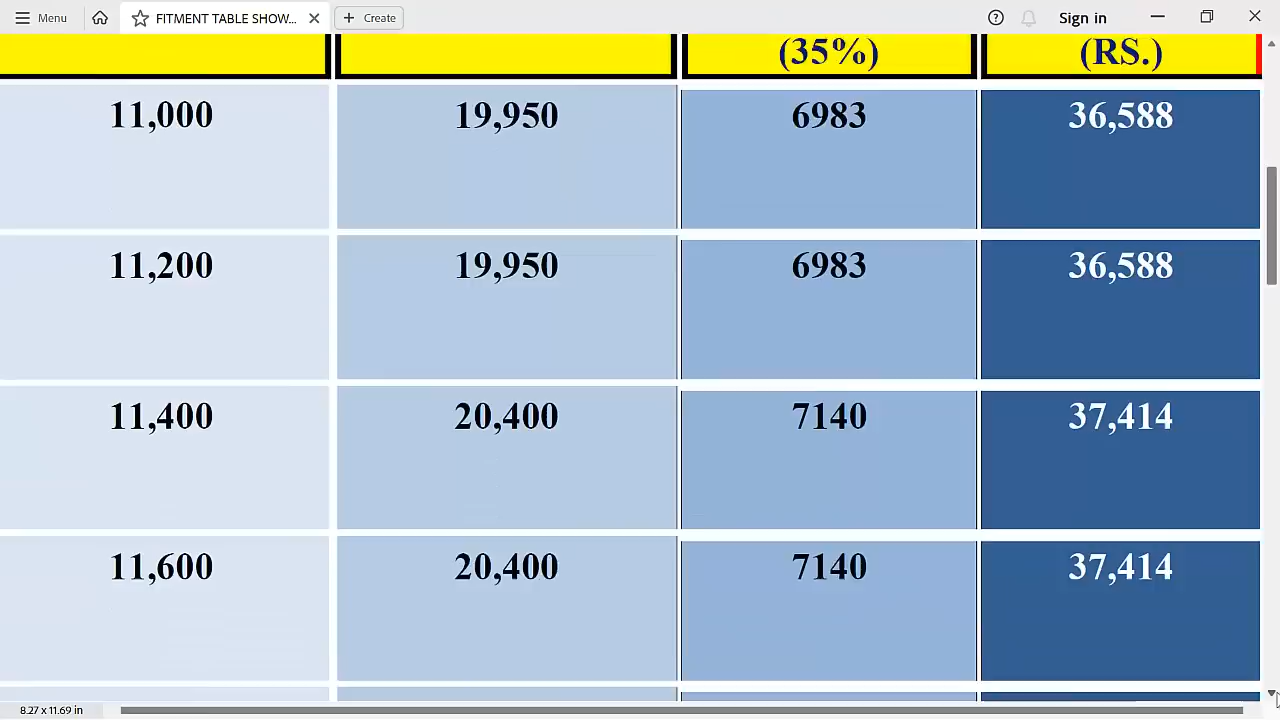 Menu FITMENT TABLE SHOW... Create Sign in
(35%) (RS.)
11,000 19,950 6983 36,588
11,200 19,950 6983 36,588
11,400 20,400 7140 37,414
11,600 20,400 7140 37,414
8.27 x 11.69 in